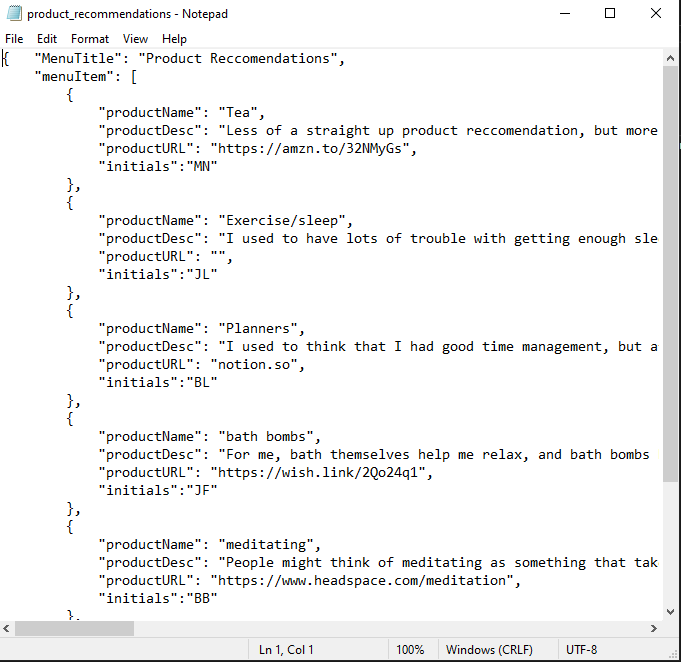 product_recommendations - Notepad
File Edit Format View Help
{   "MenuTitle": "Product Reccomendations",
    "menuItem": [
        {
            "productName": "Tea",
            "productDesc": "Less of a straight up product reccomendation, but more
            "productURL": "https://amzn.to/32NMyGs",
            "initials":"MN"
        },
        {
            "productName": "Exercise/sleep",
            "productDesc": "I used to have lots of trouble with getting enough sle
            "productURL": "",
            "initials":"JL"
        },
        {
            "productName": "Planners",
            "productDesc": "I used to think that I had good time management, but a
            "productURL": "notion.so",
            "initials":"BL"
        },
        {
            "productName": "bath bombs",
            "productDesc": "For me, bath themselves help me relax, and bath bombs
            "productURL": "https://wish.link/2Qo24q1",
            "initials":"JF"
        },
        {
            "productName": "meditating",
            "productDesc": "People might think of meditating as something that tak
            "productURL": "https://www.headspace.com/meditation",
            "initials":"BB"
        },
Ln 1, Col 1 100% Windows (CRLF) UTF-8